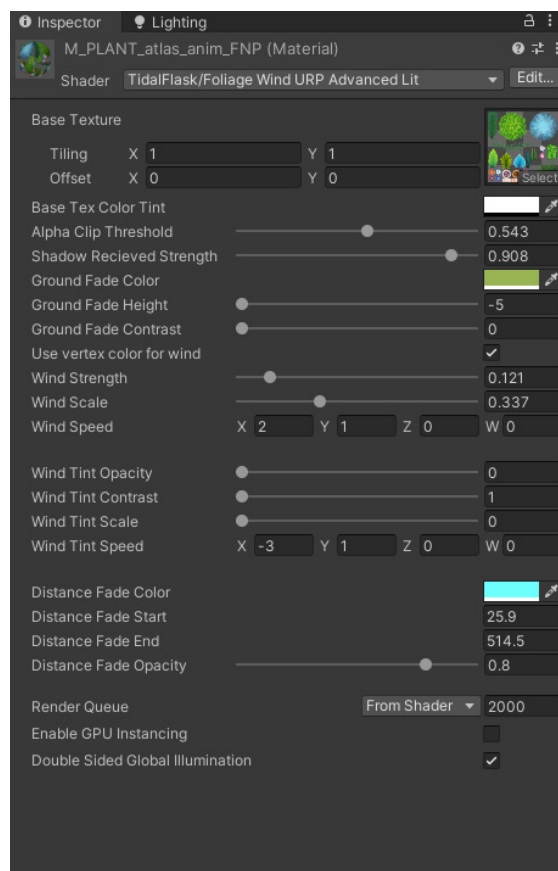 Inspector Lighting
M_PLANT_atlas_anim_FNP (Material)
Shader TidalFlask/Foliage Wind URP Advanced Lit Edit...
Base Texture
Tiling X 1 Y 1
Offset X 0 Y 0 Select
Base Tex Color Tint
Alpha Clip Threshold 0.543
Shadow Recieved Strength 0.908
Ground Fade Color
Ground Fade Height -5
Ground Fade Contrast 0
Use vertex color for wind
Wind Strength 0.121
Wind Scale 0.337
Wind Speed X 2 Y 1 Z 0 W 0
Wind Tint Opacity 0
Wind Tint Contrast 1
Wind Tint Scale 0
Wind Tint Speed X -3 Y 1 Z 0 W 0
Distance Fade Color
Distance Fade Start 25.9
Distance Fade End 514.5
Distance Fade Opacity 0.8
Render Queue From Shader 2000
Enable GPU Instancing
Double Sided Global Illumination